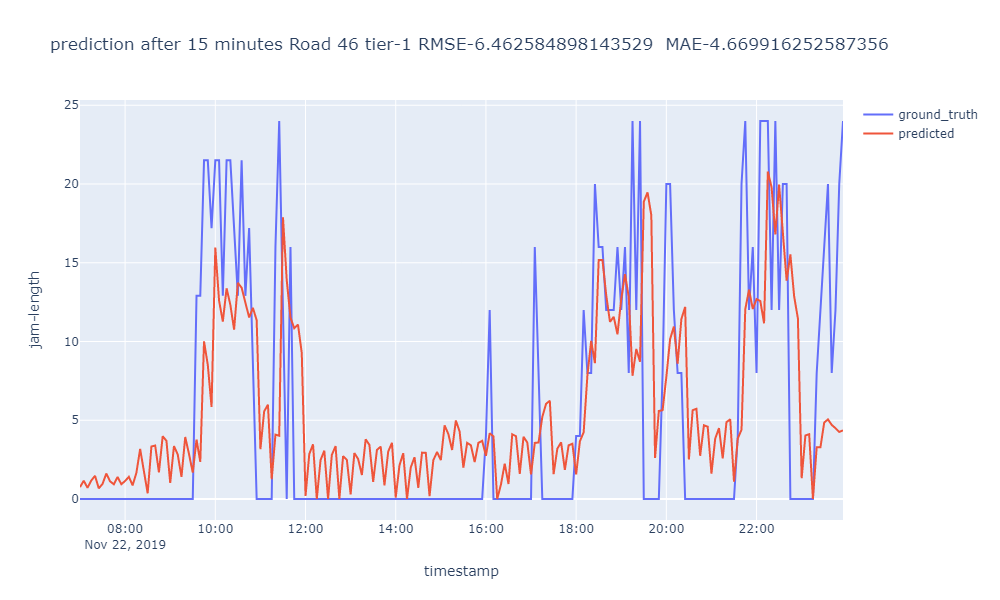 prediction after 15 minutes Road 46 tier-1 RMSE-6.462584898143529  MAE-4.669916252587356
ground_truth
predicted
25
20
15
10
5
0
jam-length
08:00 10:00 12:00 14:00 16:00 18:00 20:00 22:00
Nov 22, 2019
timestamp